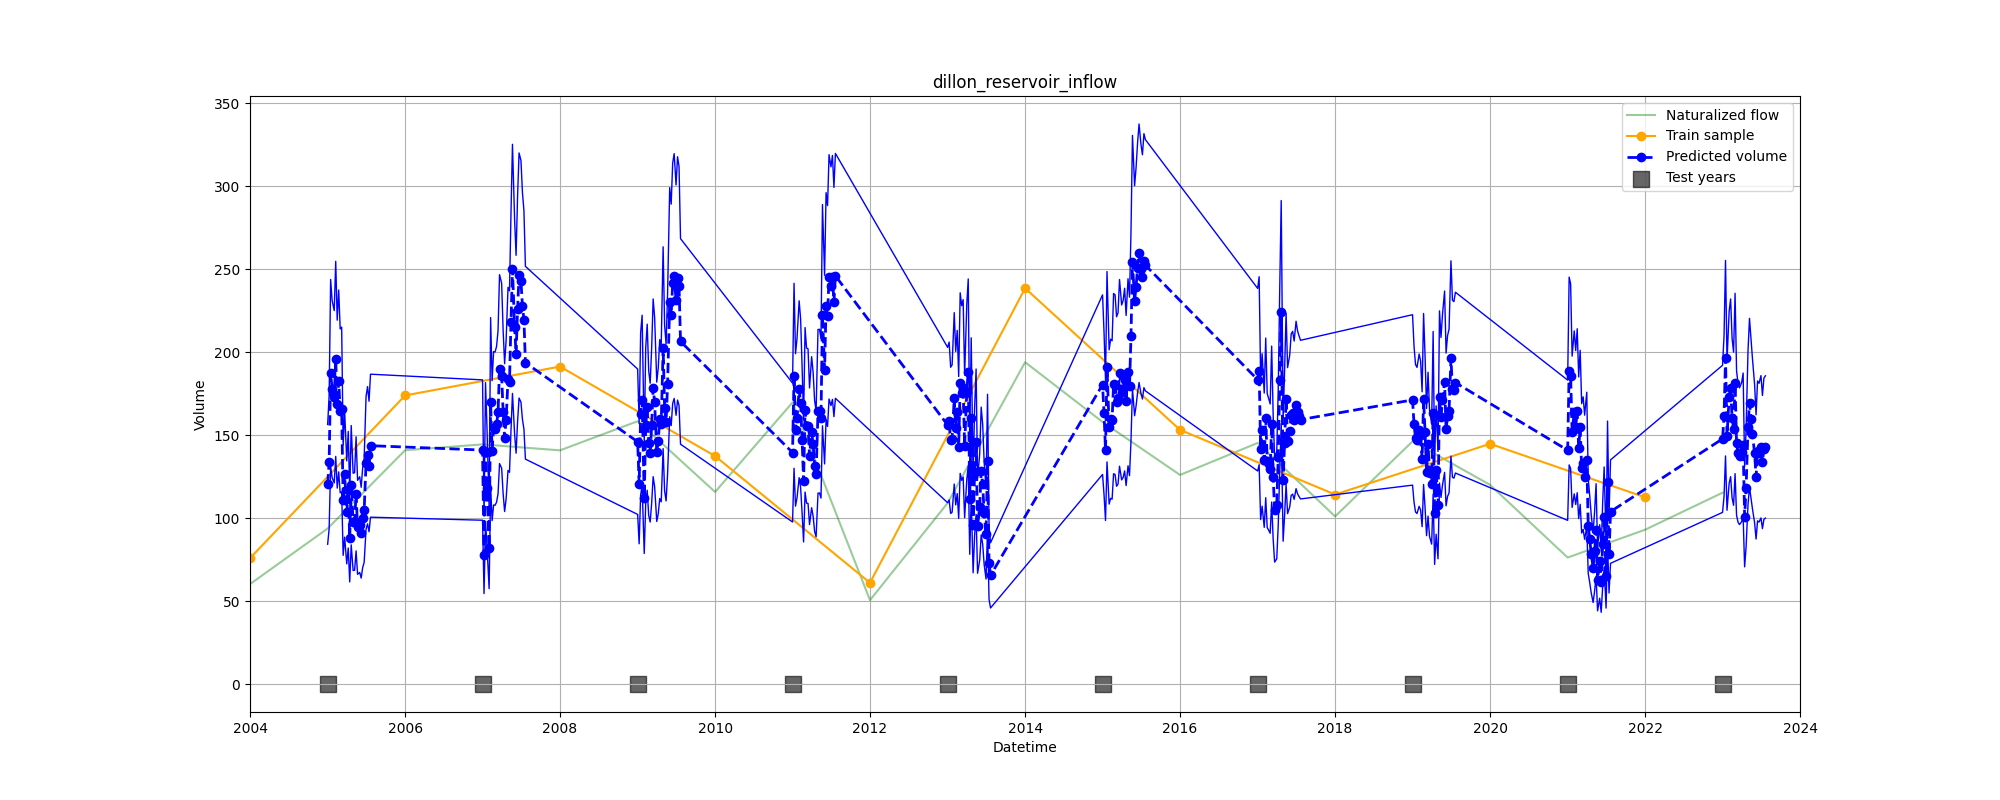 dillon_reservoir_inflow
Volume
350
300
250
200
150
100
50
0
Naturalized flow
Train sample
Predicted volume
Test years
2004 2006 2008 2010 2012 2014 2016 2018 2020 2022 2024
Datetime